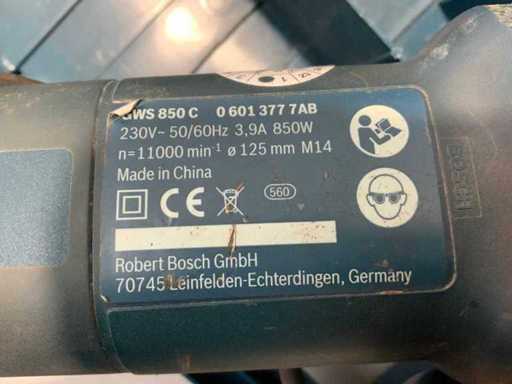 GWS 850 C 0 601 377 7AB
230V~ 50/60Hz 3,9A 850W
n=11000 min⁻¹ ø 125 mm M14
Made in China
CE 560
Robert Bosch GmbH
70745 Leinfelden-Echterdingen, Germany
BOSCH